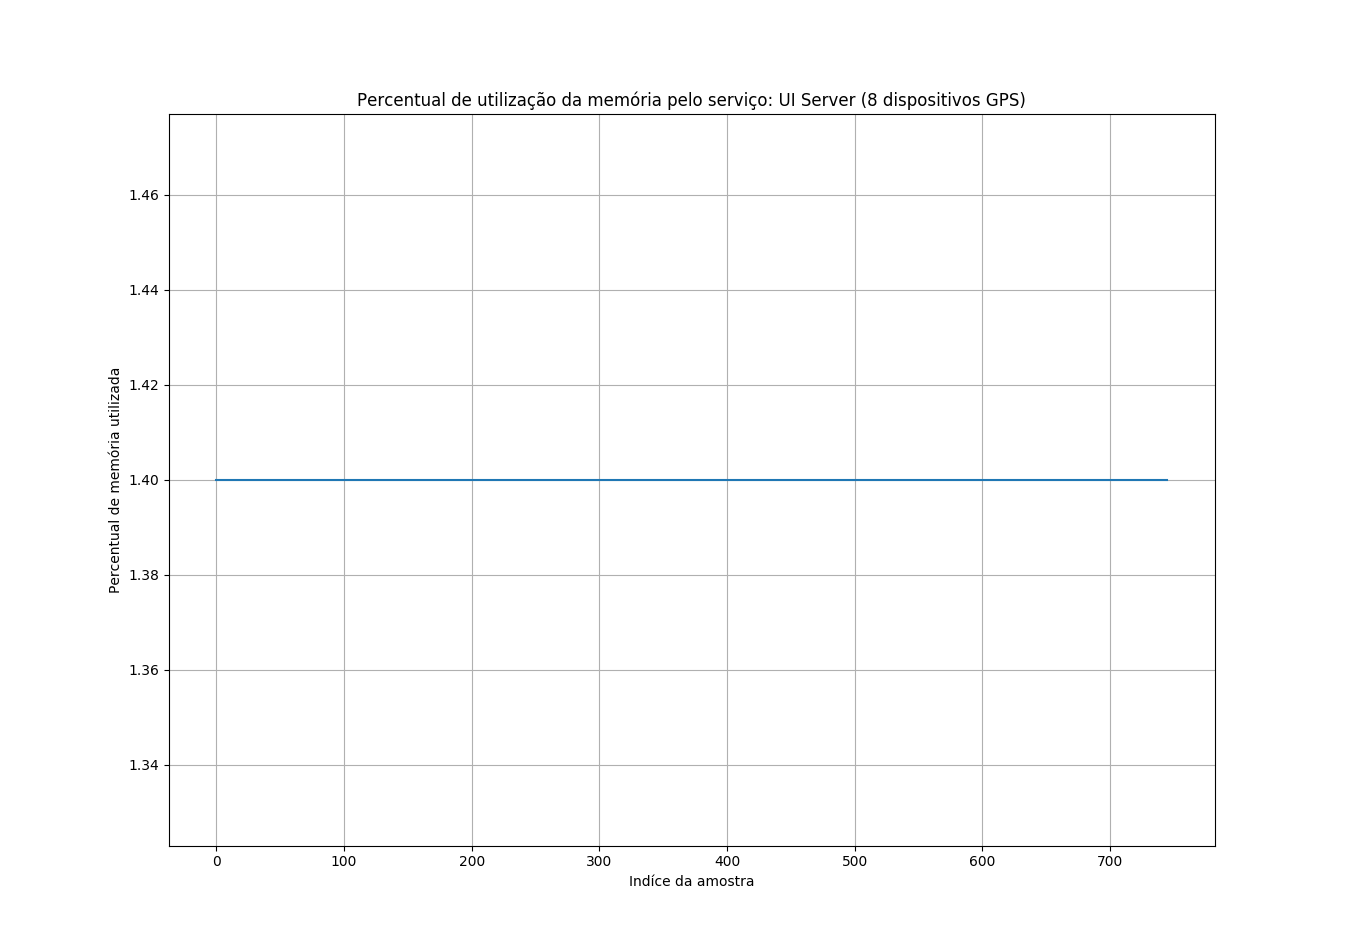 Percentual de utilização da memória pelo serviço: UI Server (8 dispositivos GPS)
1.46
1.44
1.42
1.40
1.38
1.36
1.34
Percentual de memória utilizada
0 100 200 300 400 500 600 700
Indíce da amostra